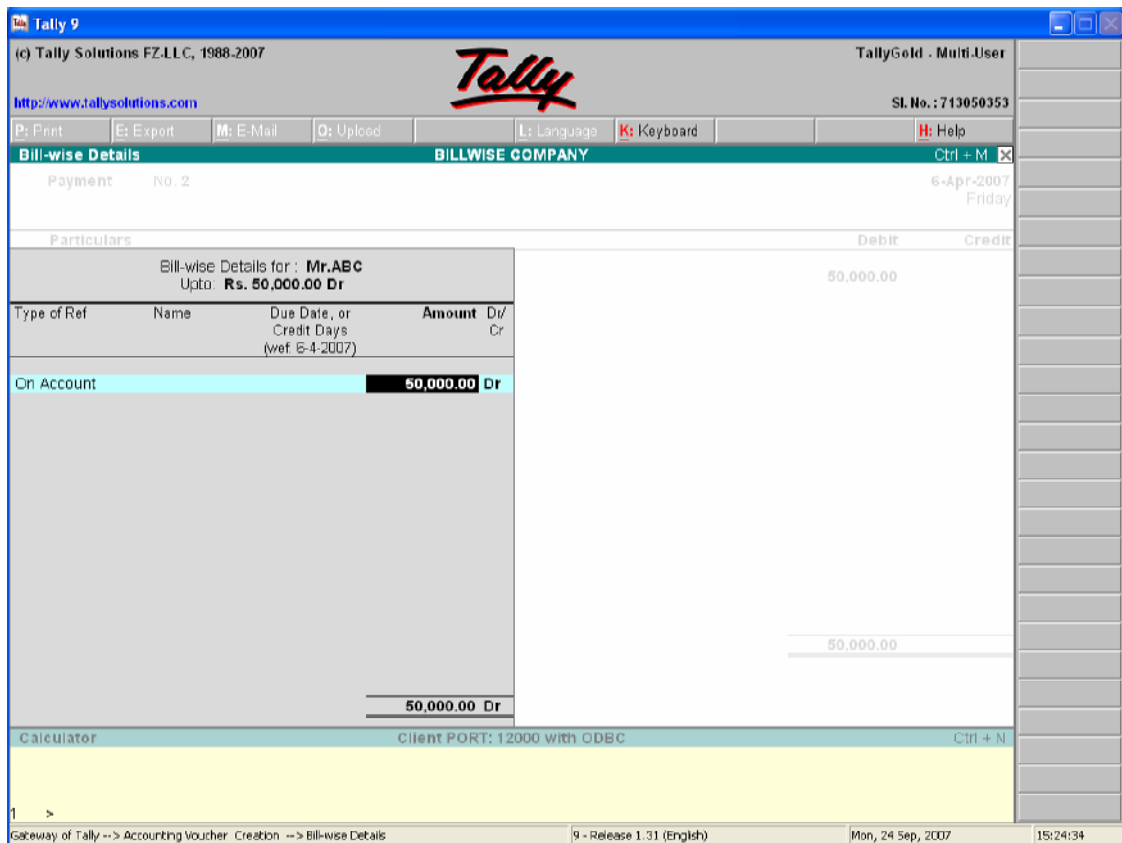 Tally 9
(c) Tally Solutions FZ-LLC, 1988-2007
Tally
TallyGold - Multi-User
http://www.tallysolutions.com
Sl. No. : 713050353
P: Print E: Export M: E-Mail O: Upload L: Language K: Keyboard H: Help
Bill-wise Details BILLWISE COMPANY Ctrl + M
Payment No. 2 6-Apr-2007
Friday
Particulars Debit Credit
Bill-wise Details for : Mr.ABC
Upto: Rs. 50,000.00 Dr
50,000.00
Type of Ref Name Due Date, or Amount Dr/
Credit Days Cr
(wef. 6-4-2007)
On Account 50,000.00 Dr
50,000.00
50,000.00 Dr
Calculator Client PORT: 12000 with ODBC Ctrl + N
1 >
Gateway of Tally --> Accounting Voucher Creation --> Bill-wise Details 9 - Release 1.31 (English) Mon, 24 Sep, 2007 15:24:34